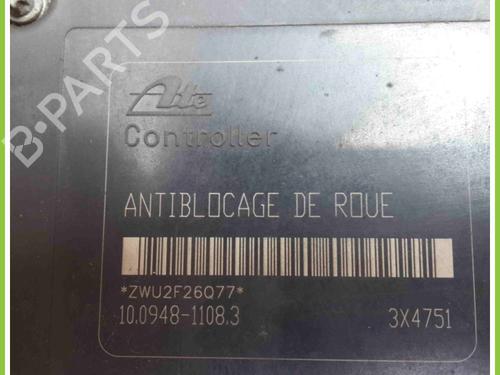 B-PARTS
Ate
Controller
ANTIBLOCAGE DE ROUE
*ZWU2F26Q77*
10.0948-1108.3 3X4751